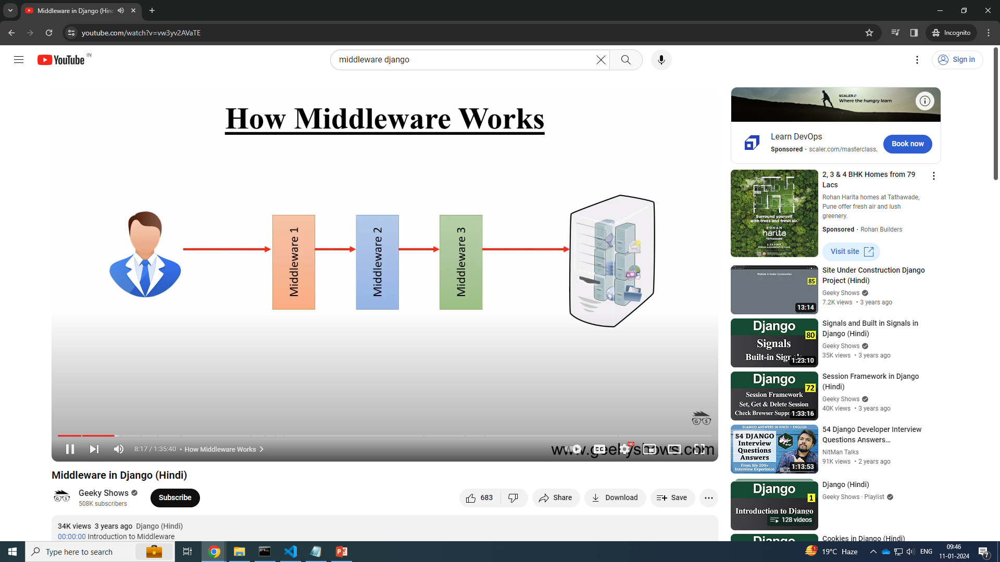 Middleware in Django (Hin
youtube.com/watch?v=vw3yv2AVaTE
Incognito
YouTube IN
middleware django
Sign in
How Middleware Works
Middleware 1
Middleware 2
Middleware 3
GS
www.geekyshows.com
8:17 / 1:35:40 • How Middleware Works
HD
Middleware in Django (Hindi)
Geeky Shows
508K subscribers
Subscribe
683
Share
Download
Save
34K views 3 years ago Django (Hindi)
00:00:00 Introduction to Middleware
SCALER
Where the hungry learn
Learn DevOps
Sponsored · scaler.com/masterclass,
Book now
Surround yourself
with trees and fresh air.
ROHAN
harita
TATHAWADE
2, 3 & 4 BHK Homes from 79
Lacs
Rohan Harita homes at Tathawade,
Pune offer fresh air and lush
greenery.
Sponsored · Rohan Builders
Visit site
Website is Under Construction
85
13:14
Site Under Construction Django
Project (Hindi)
Geeky Shows
7.2K views • 3 years ago
Django
80
Signals
1:23:10
Signals and Built in Signals in
Django (Hindi)
Geeky Shows
35K views • 3 years ago
Django
72
Session Framework
Set, Get & Delete Session
1:33:16
Session Framework in Django
(Hindi)
Geeky Shows
40K views • 3 years ago
DJANGO ANSWERS IN HINDI + ENGLISH
54 DJANGO
Interview
Questions
Answers
From My 200+
Interview Experience
1:13:53
54 Django Developer Interview
Questions Answers...
NitMan Talks
91K views • 2 years ago
Django
1
Introduction to Django
128 videos
Django (Hindi)
Geeky Shows · Playlist
Django
Cookies in Django (Hindi)
Type here to search
1
19°C Haze
ENG
09:46
11-01-2024
7